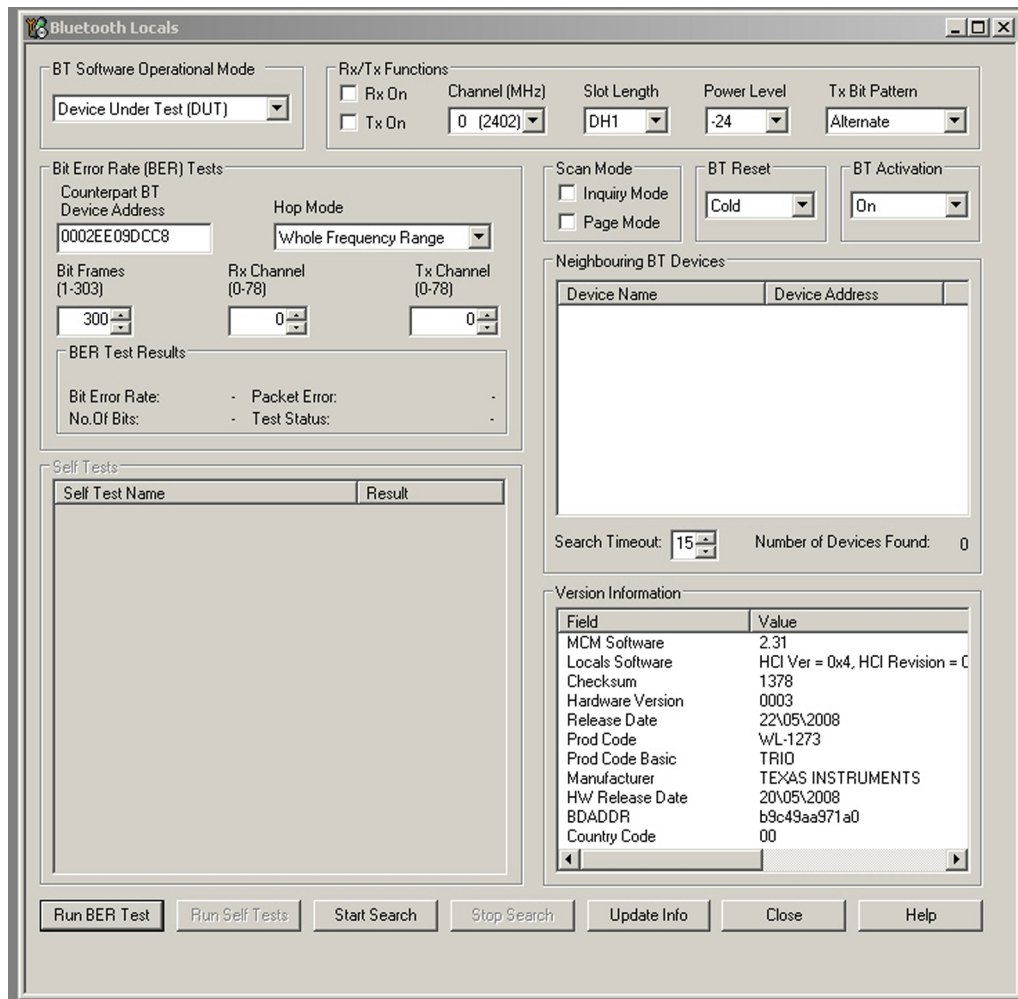 Bluetooth Locals
BT Software Operational Mode
Device Under Test (DUT)
Rx/Tx Functions
Rx On
Tx On
Channel (MHz)
0 (2402)
Slot Length
DH1
Power Level
-24
Tx Bit Pattern
Alternate
Bit Error Rate (BER) Tests
Counterpart BT
Device Address
0002EE09DCC8
Hop Mode
Whole Frequency Range
Bit Frames
(1-303)
300
Rx Channel
(0-78)
0
Tx Channel
(0-78)
0
BER Test Results
Bit Error Rate: - Packet Error: -
No.Of Bits: - Test Status: -
Scan Mode
Inquiry Mode
Page Mode
BT Reset
Cold
BT Activation
On
Neighbouring BT Devices
Device Name Device Address
Search Timeout: 15 Number of Devices Found: 0
Self Tests
Self Test Name Result
Version Information
Field Value
MCM Software 2.31
Locals Software HCI Ver = 0x4, HCI Revision =
Checksum 1378
Hardware Version 0003
Release Date 22\05\2008
Prod Code WL-1273
Prod Code Basic TRIO
Manufacturer TEXAS INSTRUMENTS
HW Release Date 20\05\2008
BDADDR b9c49aa971a0
Country Code 00
Run BER Test Run Self Tests Start Search Stop Search Update Info Close Help